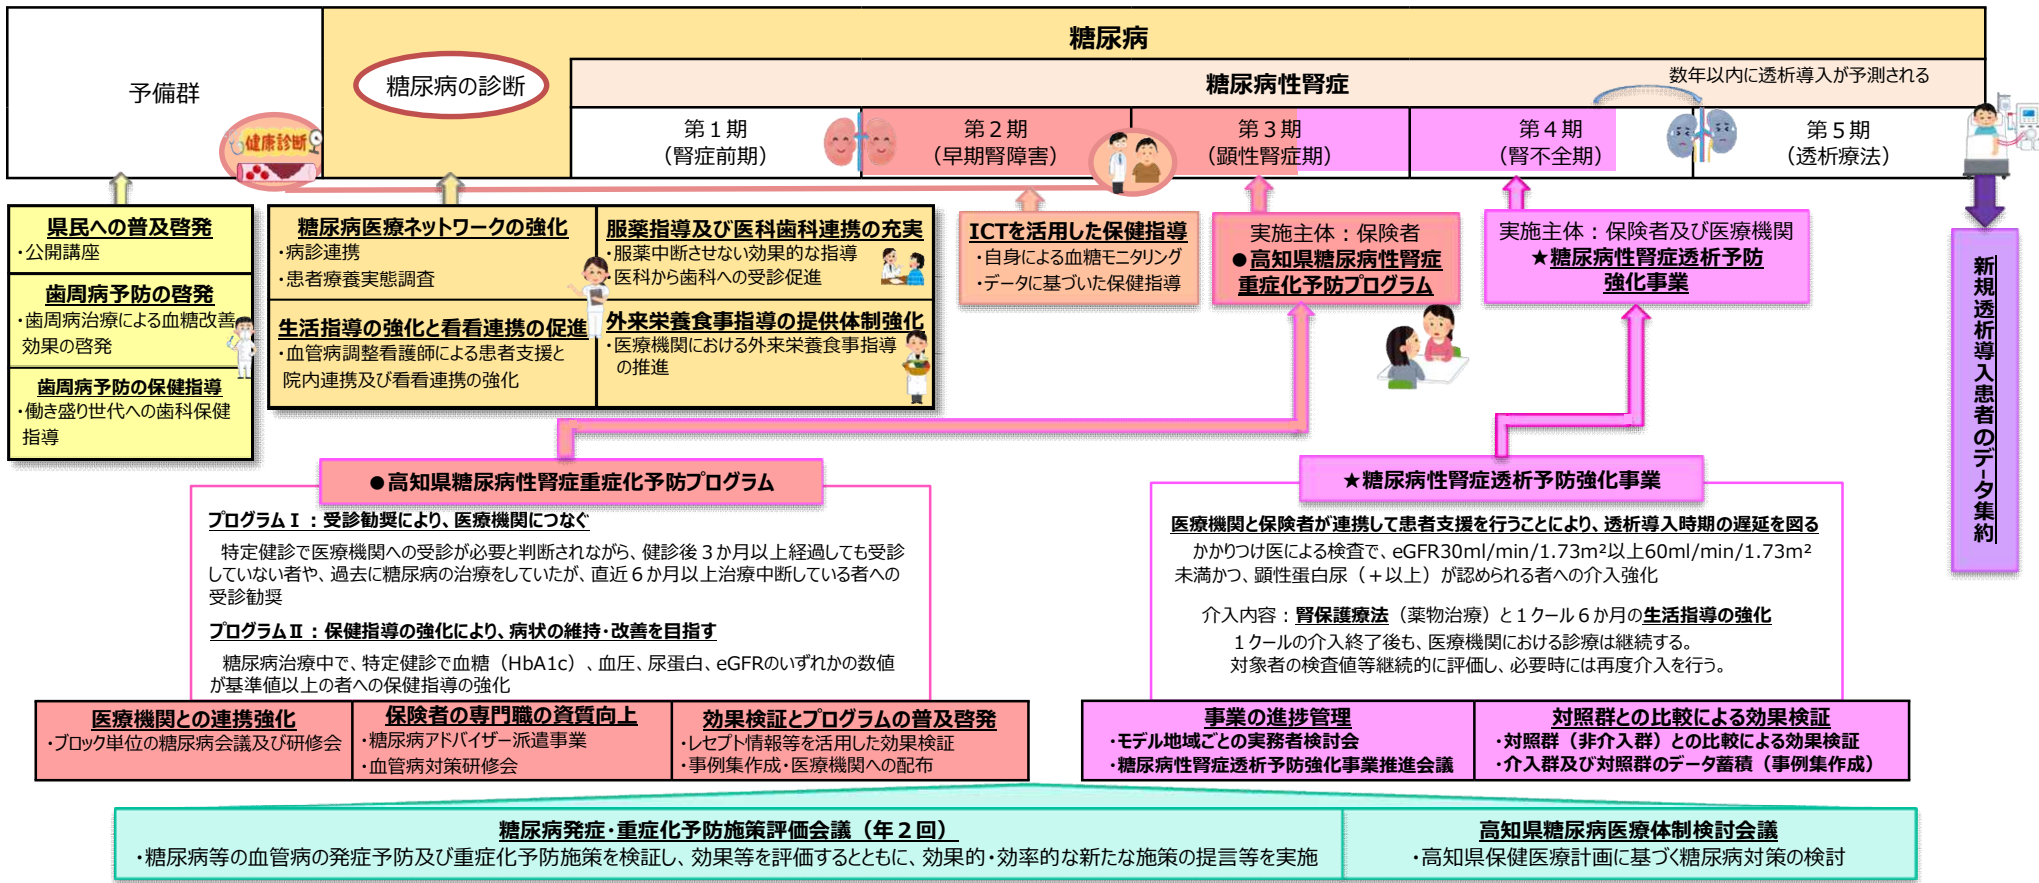 糖尿病
予備群
糖尿病の診断
糖尿病性腎症
数年以内に透析導入が予測される
健康診断
第１期
（腎症前期）
第２期
（早期腎障害）
第３期
（顕性腎症期）
第４期
（腎不全期）
第５期
（透析療法）
県民への普及啓発
・公開講座
歯周病予防の啓発
・歯周病治療による血糖改善
効果の啓発
歯周病予防の保健指導
・働き盛り世代への歯科保健
指導
糖尿病医療ネットワークの強化
・病診連携
・患者療養実態調査
服薬指導及び医科歯科連携の充実
・服薬中断させない効果的な指導
・医科から歯科への受診促進
生活指導の強化と看看連携の促進
・血管病調整看護師による患者支援と
院内連携及び看看連携の強化
外来栄養食事指導の提供体制強化
・医療機関における外来栄養食事指導
の推進
ICTを活用した保健指導
・自身による血糖モニタリング
・データに基づいた保健指導
実施主体：保険者
●高知県糖尿病性腎症
重症化予防プログラム
実施主体：保険者及び医療機関
★糖尿病性腎症透析予防
強化事業
新規透析導入患者のデータ集約
●高知県糖尿病性腎症重症化予防プログラム
プログラムⅠ：受診勧奨により、医療機関につなぐ
特定健診で医療機関への受診が必要と判断されながら、健診後３か月以上経過しても受診
していない者や、過去に糖尿病の治療をしていたが、直近６か月以上治療中断している者への
受診勧奨
プログラムⅡ：保健指導の強化により、病状の維持・改善を目指す
糖尿病治療中で、特定健診で血糖（HbA1c）、血圧、尿蛋白、eGFRのいずれかの数値
が基準値以上の者への保健指導の強化
医療機関との連携強化
・ブロック単位の糖尿病会議及び研修会
保険者の専門職の資質向上
・糖尿病アドバイザー派遣事業
・血管病対策研修会
効果検証とプログラムの普及啓発
・レセプト情報等を活用した効果検証
・事例集作成・医療機関への配布
★糖尿病性腎症透析予防強化事業
医療機関と保険者が連携して患者支援を行うことにより、透析導入時期の遅延を図る
かかりつけ医による検査で、eGFR30ml/min/1.73m²以上60ml/min/1.73m²
未満かつ、顕性蛋白尿（＋以上）が認められる者への介入強化
介入内容：腎保護療法（薬物治療）と１クール６か月の生活指導の強化
１クールの介入終了後も、医療機関における診療は継続する。
対象者の検査値等継続的に評価し、必要時には再度介入を行う。
事業の進捗管理
・モデル地域ごとの実務者検討会
・糖尿病性腎症透析予防強化事業推進会議
対照群との比較による効果検証
・対照群（非介入群）との比較による効果検証
・介入群及び対照群のデータ蓄積（事例集作成）
糖尿病発症・重症化予防施策評価会議（年２回）
・糖尿病等の血管病の発症予防及び重症化予防施策を検証し、効果等を評価するとともに、効果的・効率的な新たな施策の提言等を実施
高知県糖尿病医療体制検討会議
・高知県保健医療計画に基づく糖尿病対策の検討